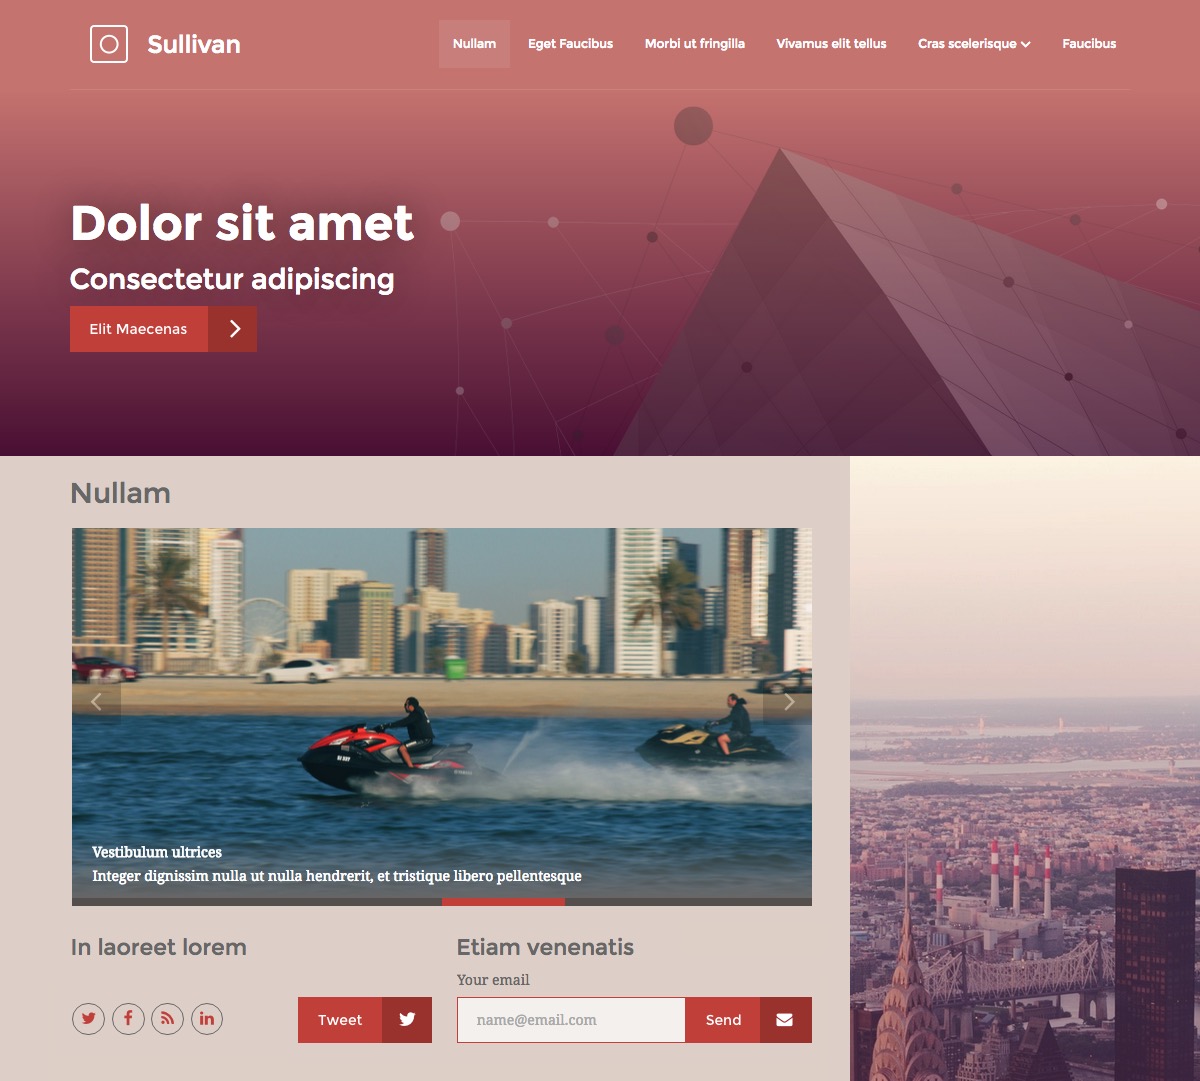 Sullivan
Nullam
Eget Faucibus
Morbi ut fringilla
Vivamus elit tellus
Cras scelerisque
Faucibus
Dolor sit amet
Consectetur adipiscing
Elit Maecenas
Nullam
Vestibulum ultrices
Integer dignissim nulla ut nulla hendrerit, et tristique libero pellentesque
In laoreet lorem
Tweet
Etiam venenatis
Your email
name@email.com
Send